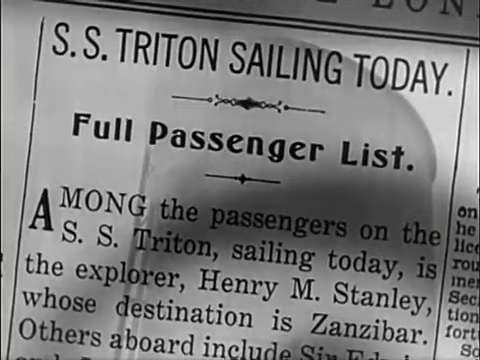 S. S. TRITON SAILING TODAY.
Full Passenger List.
AMONG the passengers on the
S. S. Triton, sailing today, is
the explorer, Henry M. Stanley,
whose destination is Zanzibar.
Others aboard include Sir